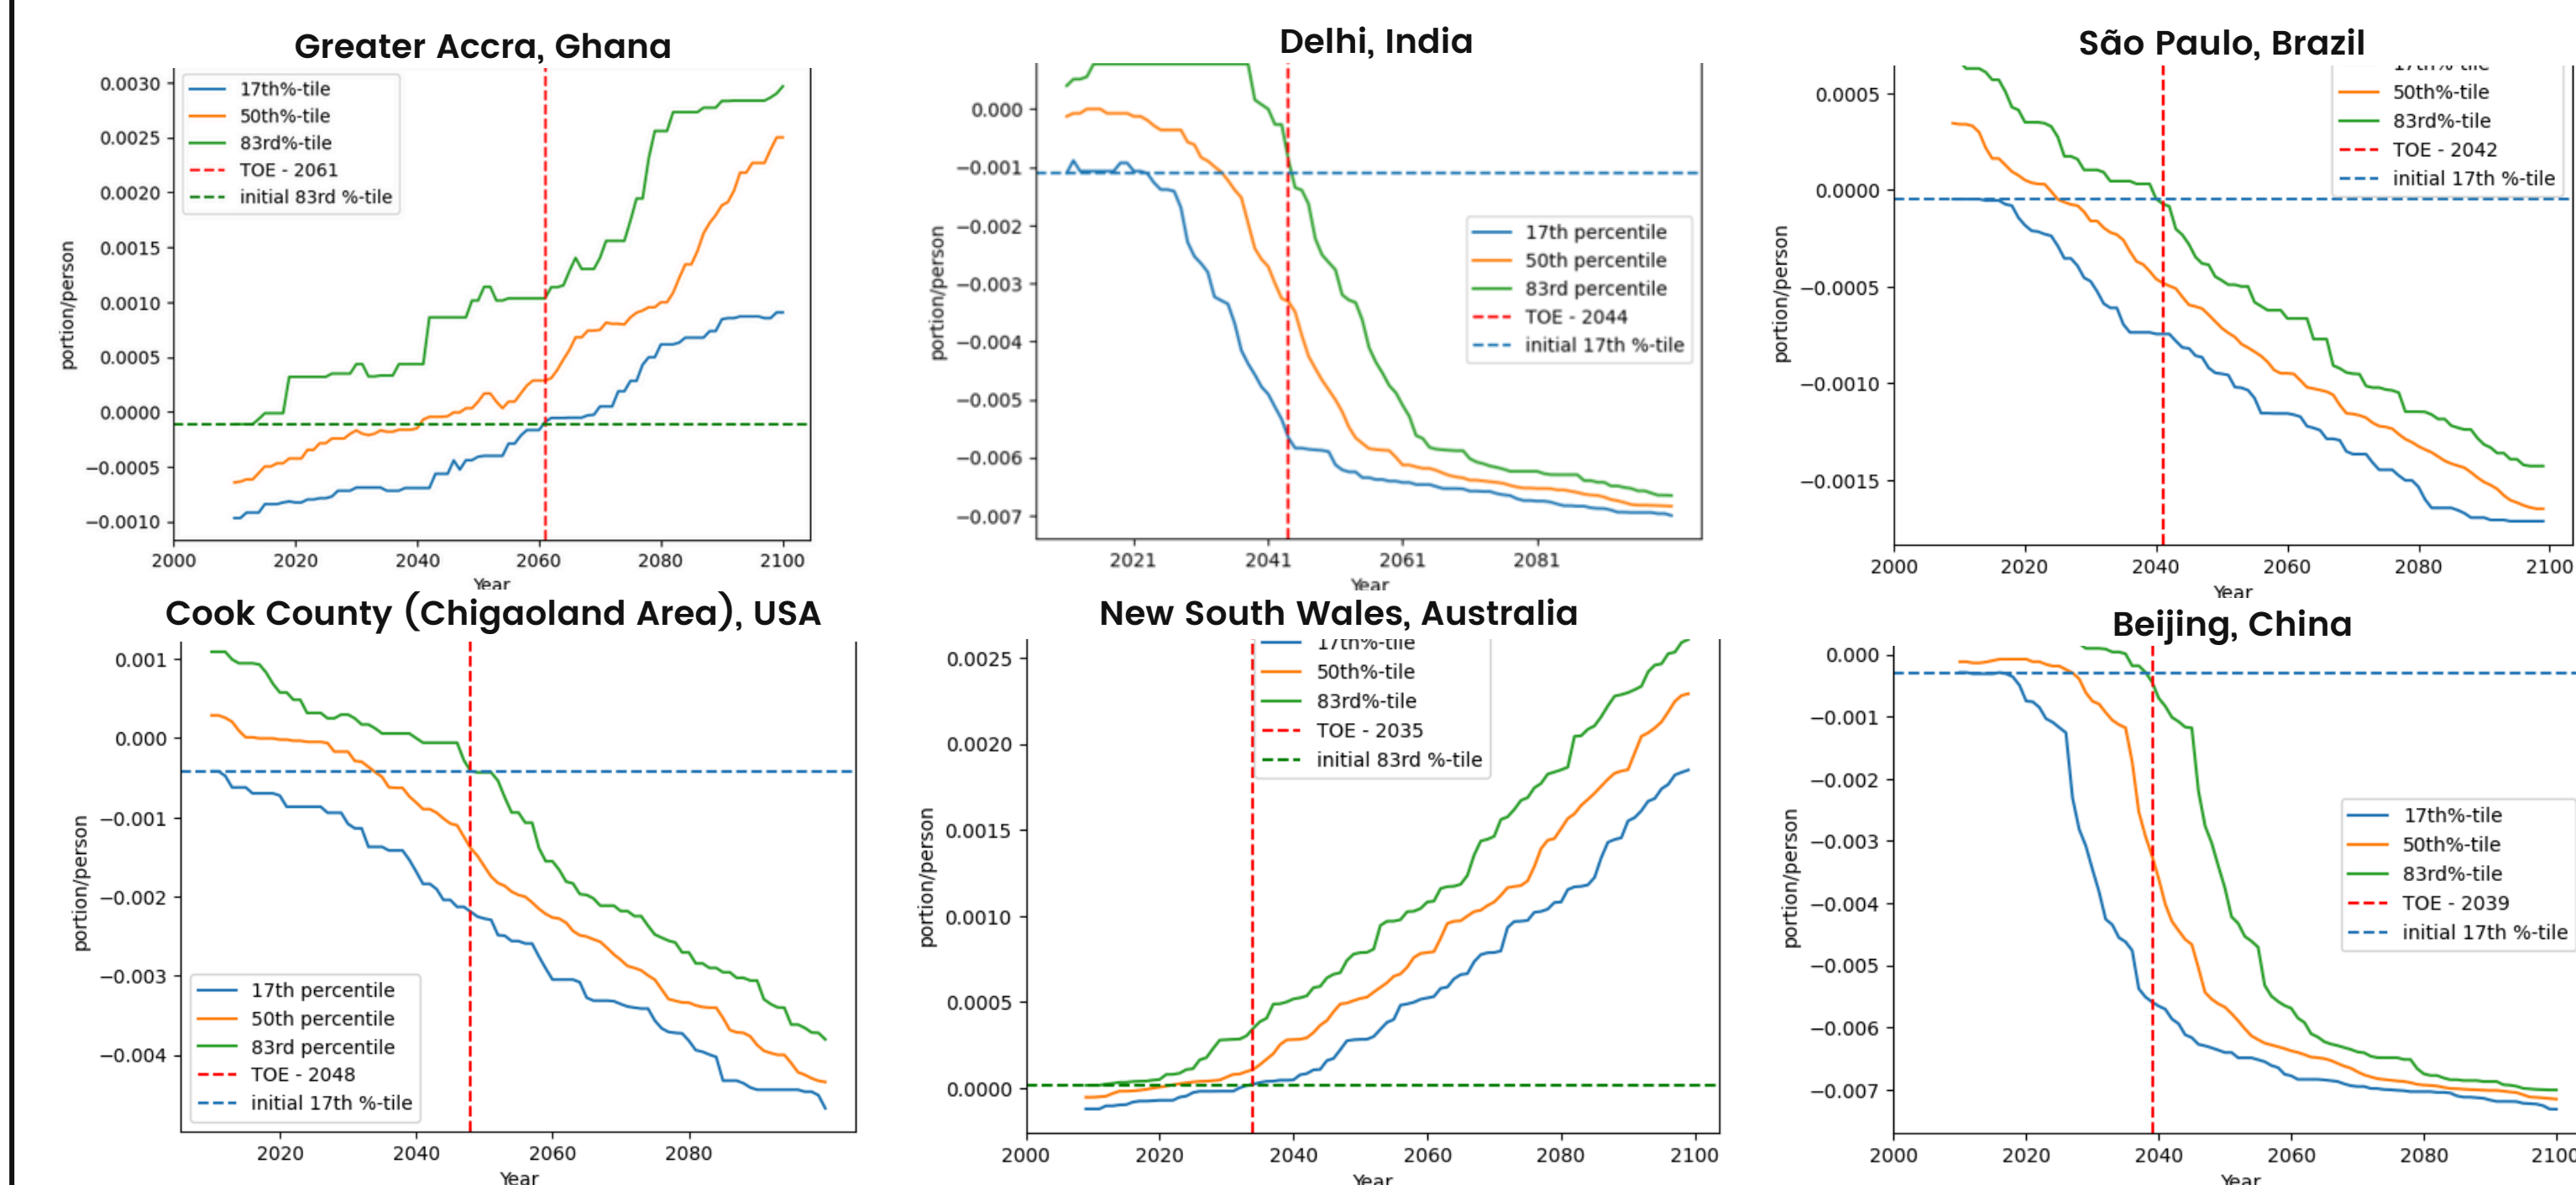 Greater Accra, Ghana
0.0030
0.0025
0.0020
0.0015
0.0010
0.0005
0.0000
−0.0005
−0.0010
portion/person
17th%-tile
50th%-tile
83rd%-tile
TOE - 2061
initial 83rd %-tile
2000 2020 2040 2060 2080 2100
Year
Delhi, India
0.000
−0.001
−0.002
−0.003
−0.004
−0.005
−0.006
−0.007
portion/person
17th percentile
50th percentile
83rd percentile
TOE - 2044
initial 17th %-tile
2021 2041 2061 2081
Year
São Paulo, Brazil
0.0005
0.0000
−0.0005
−0.0010
−0.0015
portion/person
17th%-tile
50th%-tile
83rd%-tile
TOE - 2042
initial 17th %-tile
2000 2020 2040 2060 2080 2100
Year
Cook County (Chigaoland Area), USA
0.001
0.000
−0.001
−0.002
−0.003
−0.004
portion/person
17th percentile
50th percentile
83rd percentile
TOE - 2048
initial 17th %-tile
2020 2040 2060 2080
Year
New South Wales, Australia
0.0025
0.0020
0.0015
0.0010
0.0005
0.0000
portion/person
17th%-tile
50th%-tile
83rd%-tile
TOE - 2035
initial 83rd %-tile
2000 2020 2040 2060 2080 2100
Year
Beijing, China
0.000
−0.001
−0.002
−0.003
−0.004
−0.005
−0.006
−0.007
portion/person
17th%-tile
50th%-tile
83rd%-tile
TOE - 2039
initial 17th %-tile
2000 2020 2040 2060 2080 2100
Year